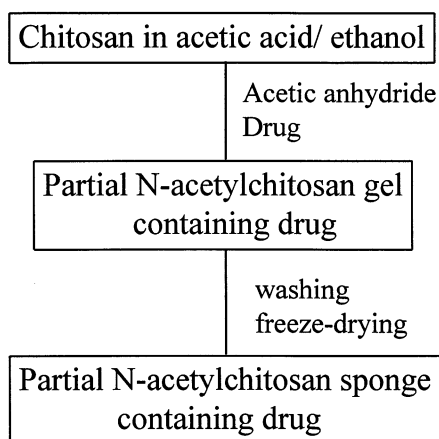 Chitosan in acetic acid/ ethanol
Acetic anhydride
Drug
Partial N-acetylchitosan gel
containing drug
washing
freeze-drying
Partial N-acetylchitosan sponge
containing drug